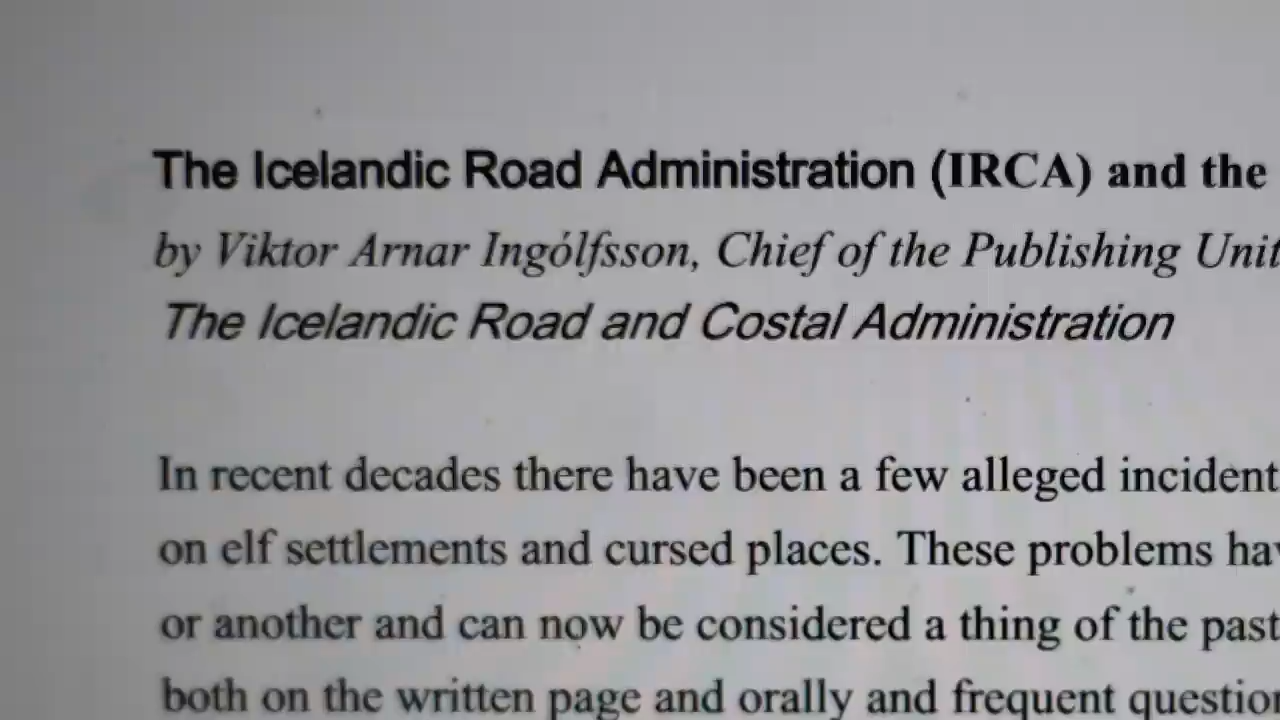 The Icelandic Road Administration (IRCA) and the
by Viktor Arnar Ingólfsson, Chief of the Publishing Unit
The Icelandic Road and Costal Administration
In recent decades there have been a few alleged incident
on elf settlements and cursed places. These problems hav
or another and can now be considered a thing of the past
both on the written page and orally and frequent question